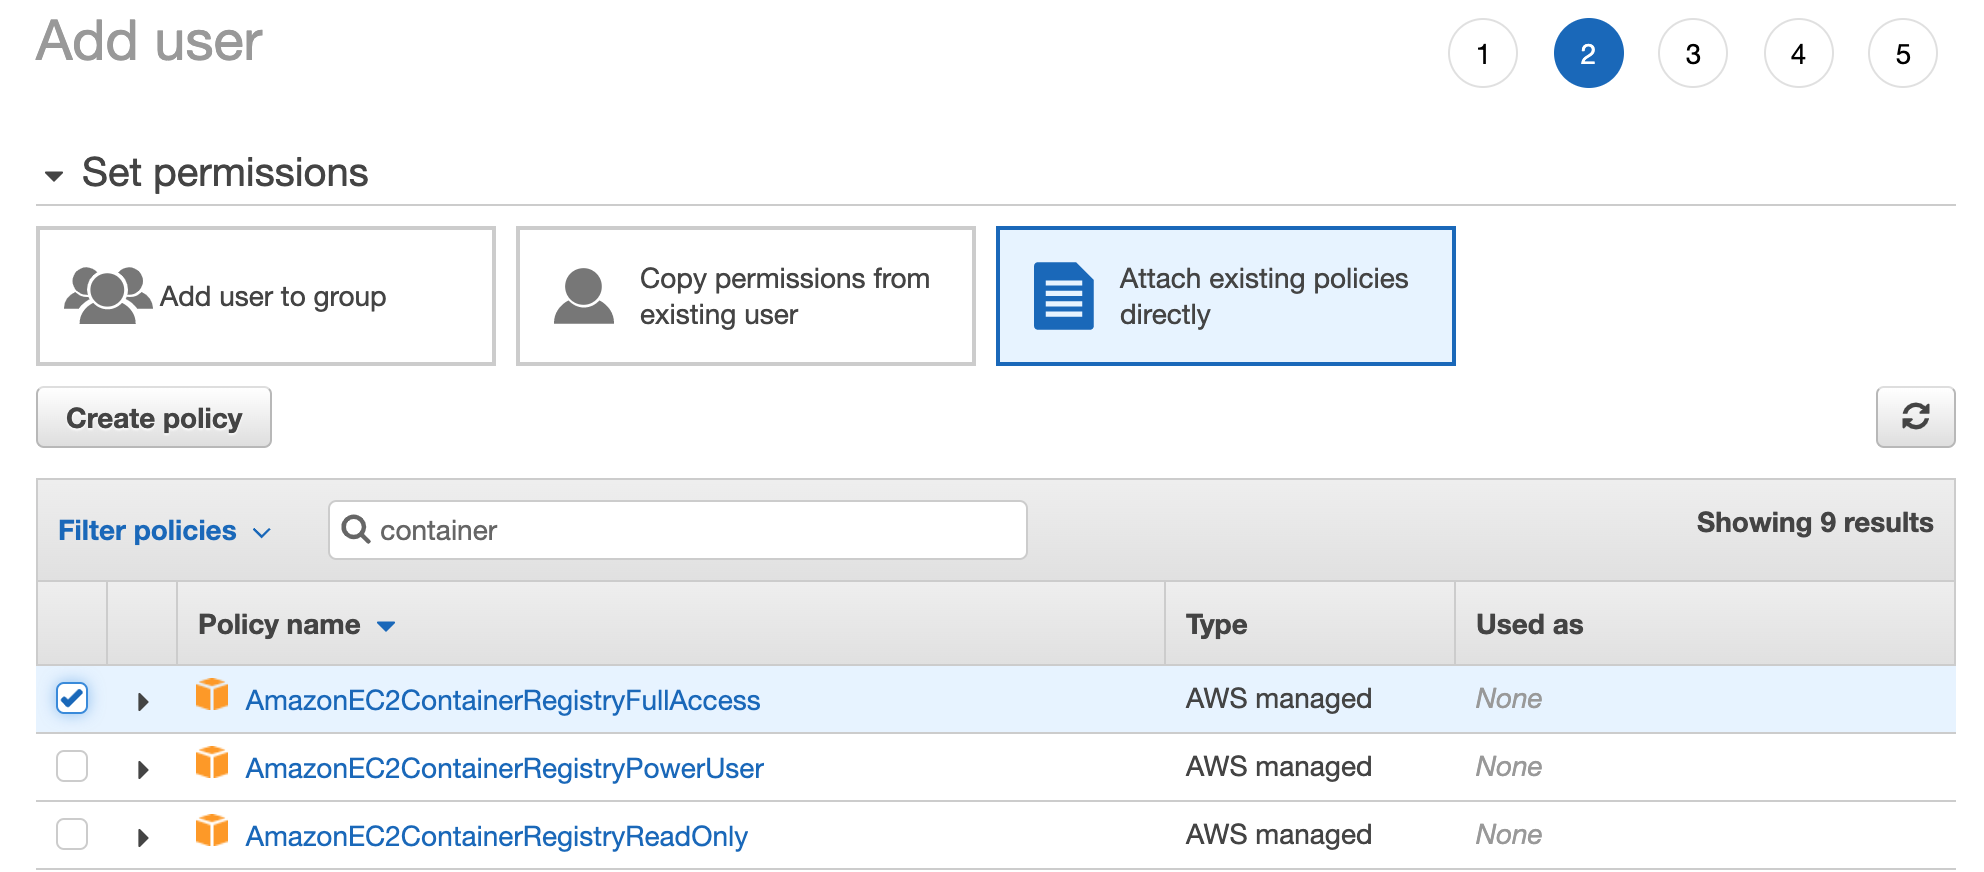 Add user
1 2 3 4 5
Set permissions
Add user to group
Copy permissions from
existing user
Attach existing policies
directly
Create policy
Filter policies
container
Showing 9 results
Policy name Type Used as
AmazonEC2ContainerRegistryFullAccess AWS managed None
AmazonEC2ContainerRegistryPowerUser AWS managed None
AmazonEC2ContainerRegistryReadOnly AWS managed None